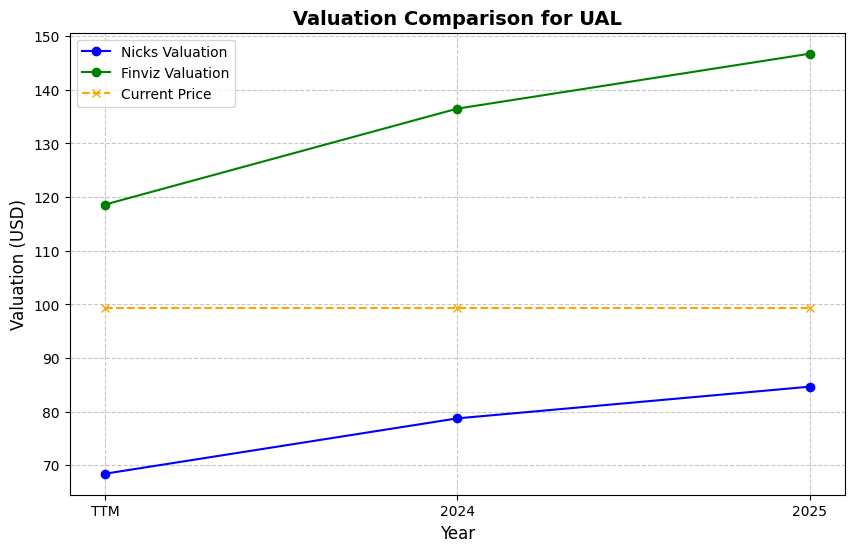 Valuation Comparison for UAL
Nicks Valuation
Finviz Valuation
Current Price
Valuation (USD)
150
140
130
120
110
100
90
80
70
TTM
2024
2025
Year